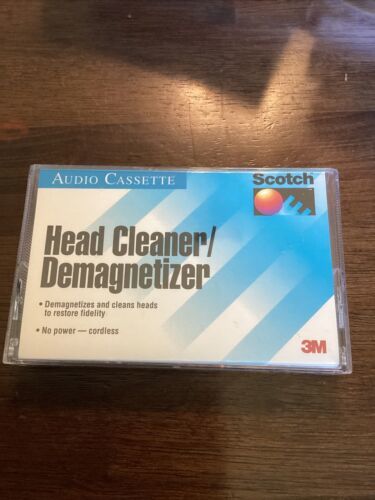 AUDIO CASSETTE
Scotch
Head Cleaner/
Demagnetizer
• Demagnetizes and cleans heads
to restore fidelity
• No power — cordless
3M